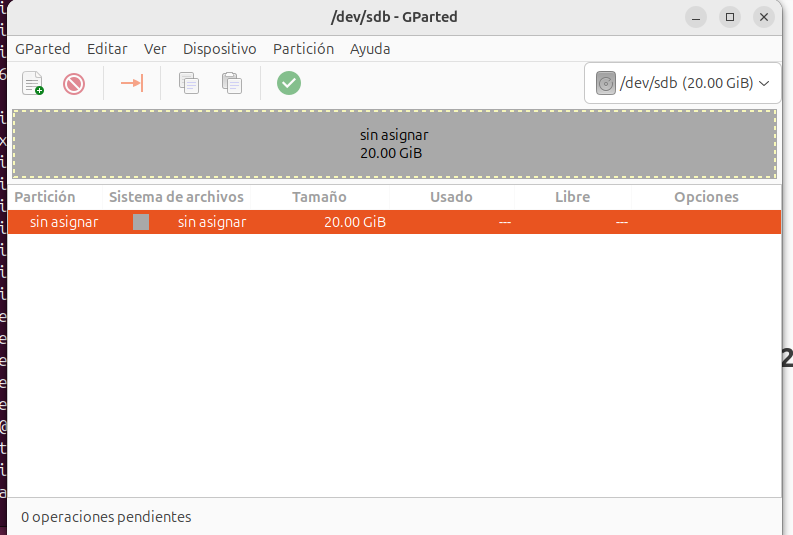 /dev/sdb - GParted
GParted Editar Ver Dispositivo Partición Ayuda
/dev/sdb (20.00 GiB)
sin asignar
20.00 GiB
Partición Sistema de archivos Tamaño Usado Libre Opciones
sin asignar sin asignar 20.00 GiB --- ---
0 operaciones pendientes
2